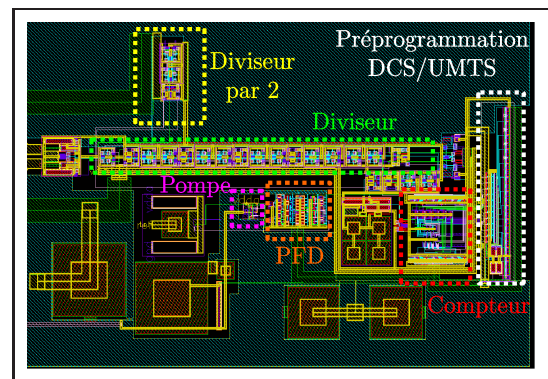 Préprogrammation
DCS/UMTS
Diviseur
par 2
Diviseur
Pompe
PFD
Compteur